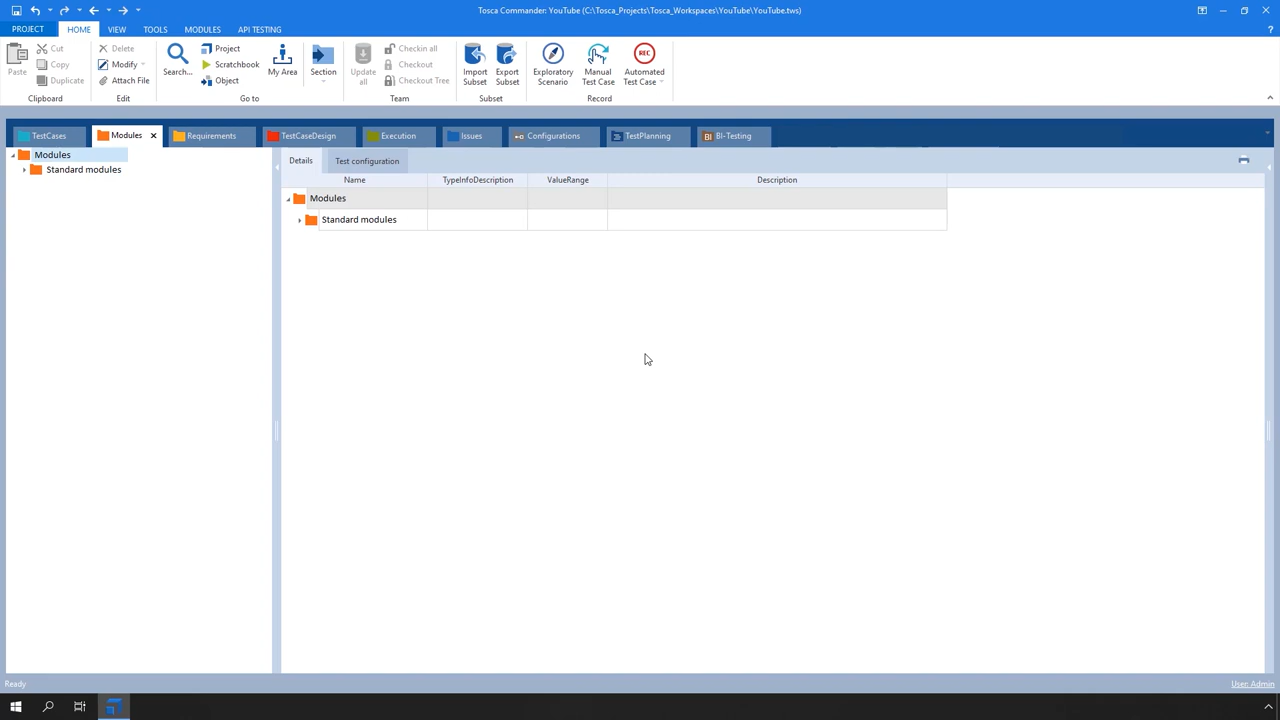 Tosca Commander: YouTube (C:\Tosca_Projects\Tosca_Workspaces\YouTube\YouTube.tws)
PROJECT HOME VIEW TOOLS MODULES API TESTING
Paste
Cut
Copy
Duplicate
Clipboard
Delete
Modify
Attach File
Edit
Search...
Project
Scratchbook
Object
My Area
Go to
Section
Update all
Checkin all
Checkout
Checkout Tree
Team
Import Subset
Export Subset
Subset
Exploratory Scenario
Manual Test Case
REC
Automated Test Case
Record
TestCases Modules Requirements TestCaseDesign Execution Issues Configurations TestPlanning BI BI-Testing
Modules
Standard modules
Details Test configuration
Name TypeInfoDescription ValueRange Description
Modules
Standard modules
Ready
User: Admin